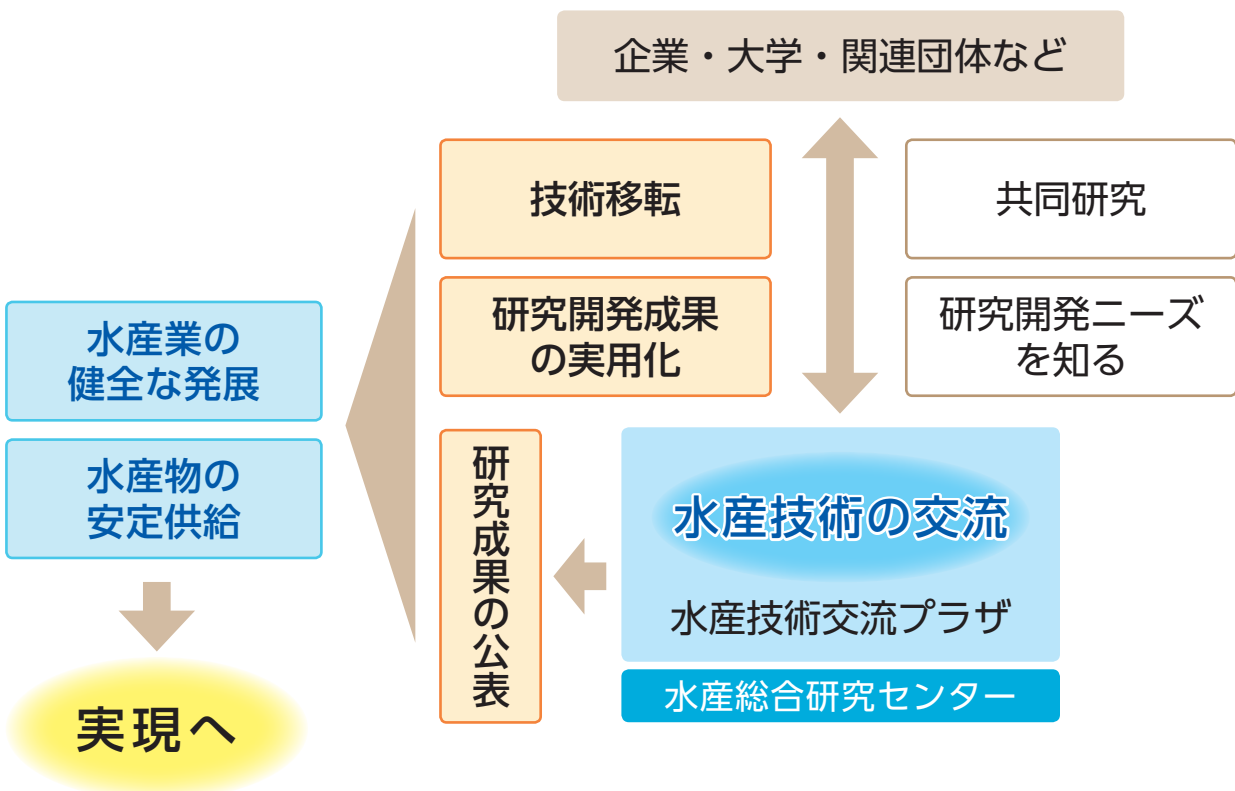 企業・大学・関連団体など
技術移転
共同研究
研究開発成果
の実用化
研究開発ニーズ
を知る
水産業の
健全な発展
水産物の
安定供給
実現へ
研究成果の公表
水産技術の交流
水産技術交流プラザ
水産総合研究センター